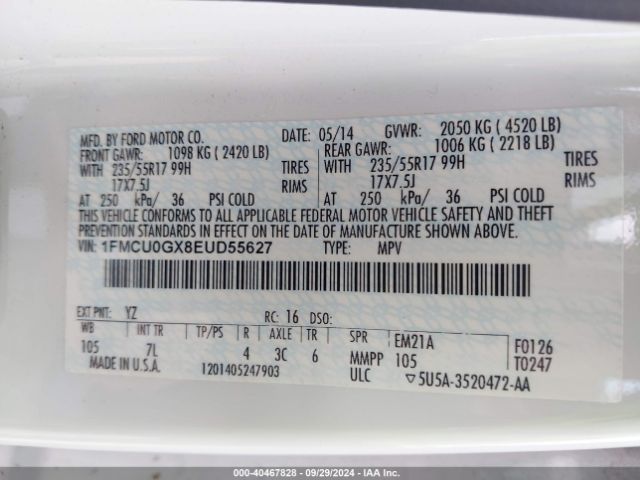 MFD. BY FORD MOTOR CO. DATE: 05/14 GVWR: 2050 KG ( 4520 LB)
FRONT GAWR: 1098 KG ( 2420 LB) REAR GAWR: 1006 KG ( 2218 LB)
WITH 235/55R17 99H TIRES WITH 235/55R17 99H TIRES
17X7.5J RIMS 17X7.5J RIMS
AT 250 kPa/ 36 PSI COLD AT 250 kPa/ 36 PSI COLD
THIS VEHICLE CONFORMS TO ALL APPLICABLE FEDERAL MOTOR VEHICLE SAFETY AND THEFT
PREVENTION STANDARDS IN EFFECT ON THE DATE OF MANUFACTURE SHOWN ABOVE.
VIN: 1FMCU0GX8EUD55627 TYPE: MPV
EXT PNT: YZ RC: 16 DSO:
WB INT TR TP/PS R AXLE TR SPR EM21A F0126
105 7L 4 3C 6 MMPP 105 T0247
MADE IN U.S.A. 1201405247903 ULC ▽5U5A-3520472-AA
000-40467828 - 09/29/2024 - IAA Inc.